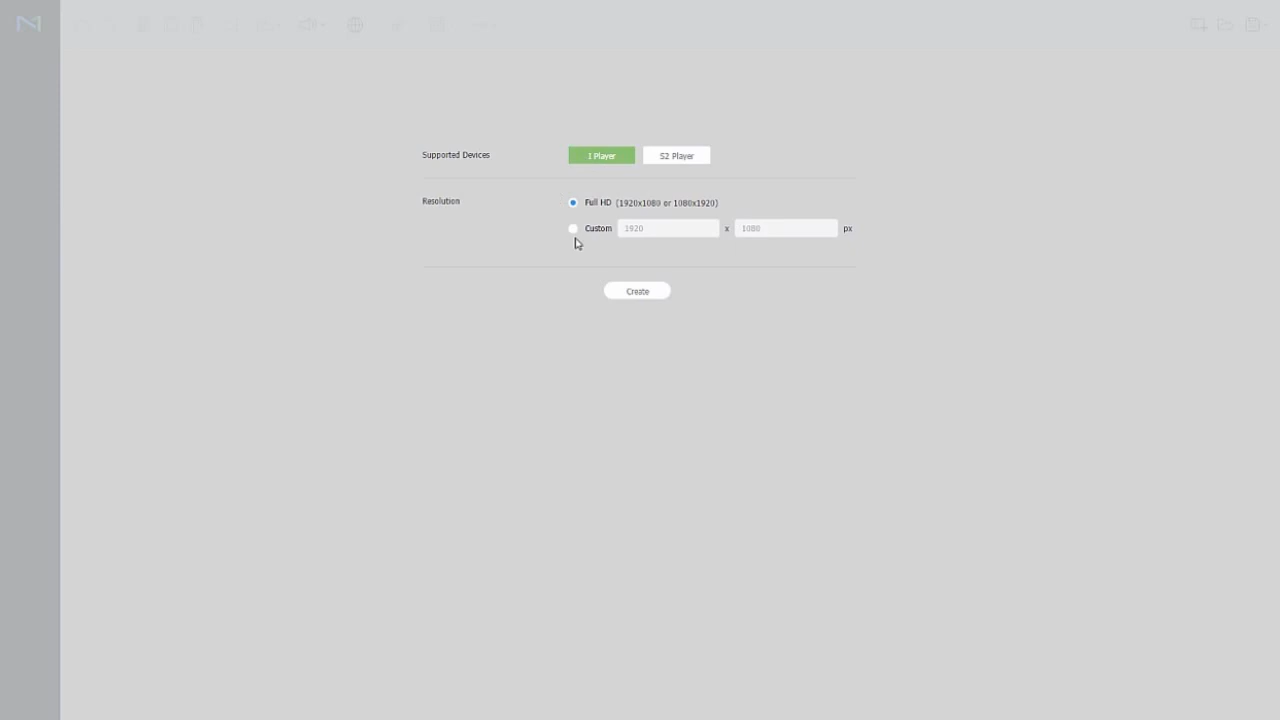 Supported Devices
I Player
S2 Player
Resolution
Full HD (1920x1080 or 1080x1920)
Custom 1920 x 1080 px
Create